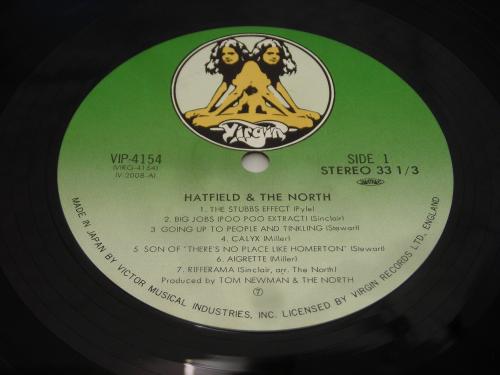 Virgin
VIP-4154
(VIRG-4154)
(V-2008-A)
SIDE 1
STEREO 33 1/3
HATFIELD & THE NORTH
1. THE STUBBS EFFECT (Pyle)
2. BIG JOBS (POO POO EXTRACT) (Sinclair)
3 GOING UP TO PEOPLE AND TINKLING (Stewart)
4. CALYX (Miller)
5 SON OF "THERE'S NO PLACE LIKE HOMERTON" (Stewart)
6. AIGRETTE (Miller)
7. RIFFERAMA (Sinclair, arr. The North)
Produced by TOM NEWMAN & THE NORTH
7
MADE IN JAPAN BY VICTOR MUSICAL INDUSTRIES, INC. LICENSED BY VIRGIN RECORDS LTD., ENGLAND